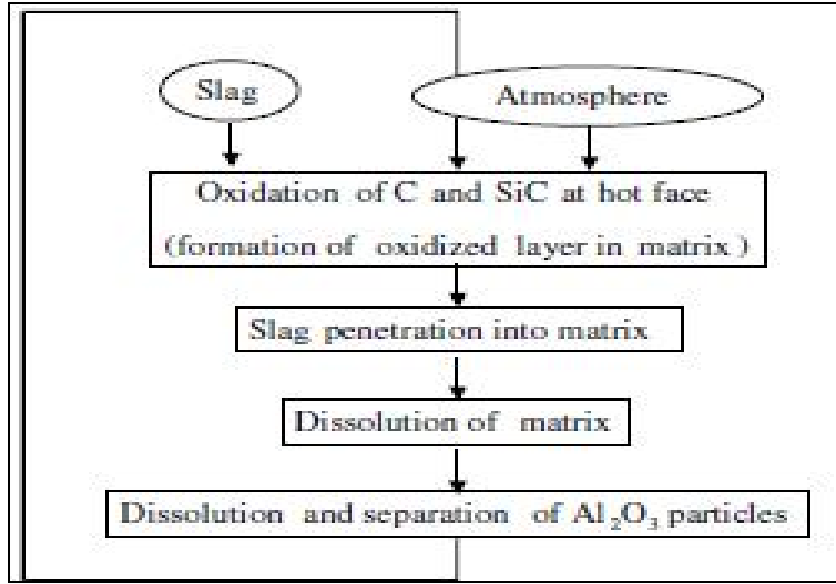 Slag
Atmosphere
Oxidation of C and SiC at hot face
(formation of oxidized layer in matrix)
Slag penetration into matrix
Dissolution of matrix
Dissolution and separation of Al₂O₃ particles